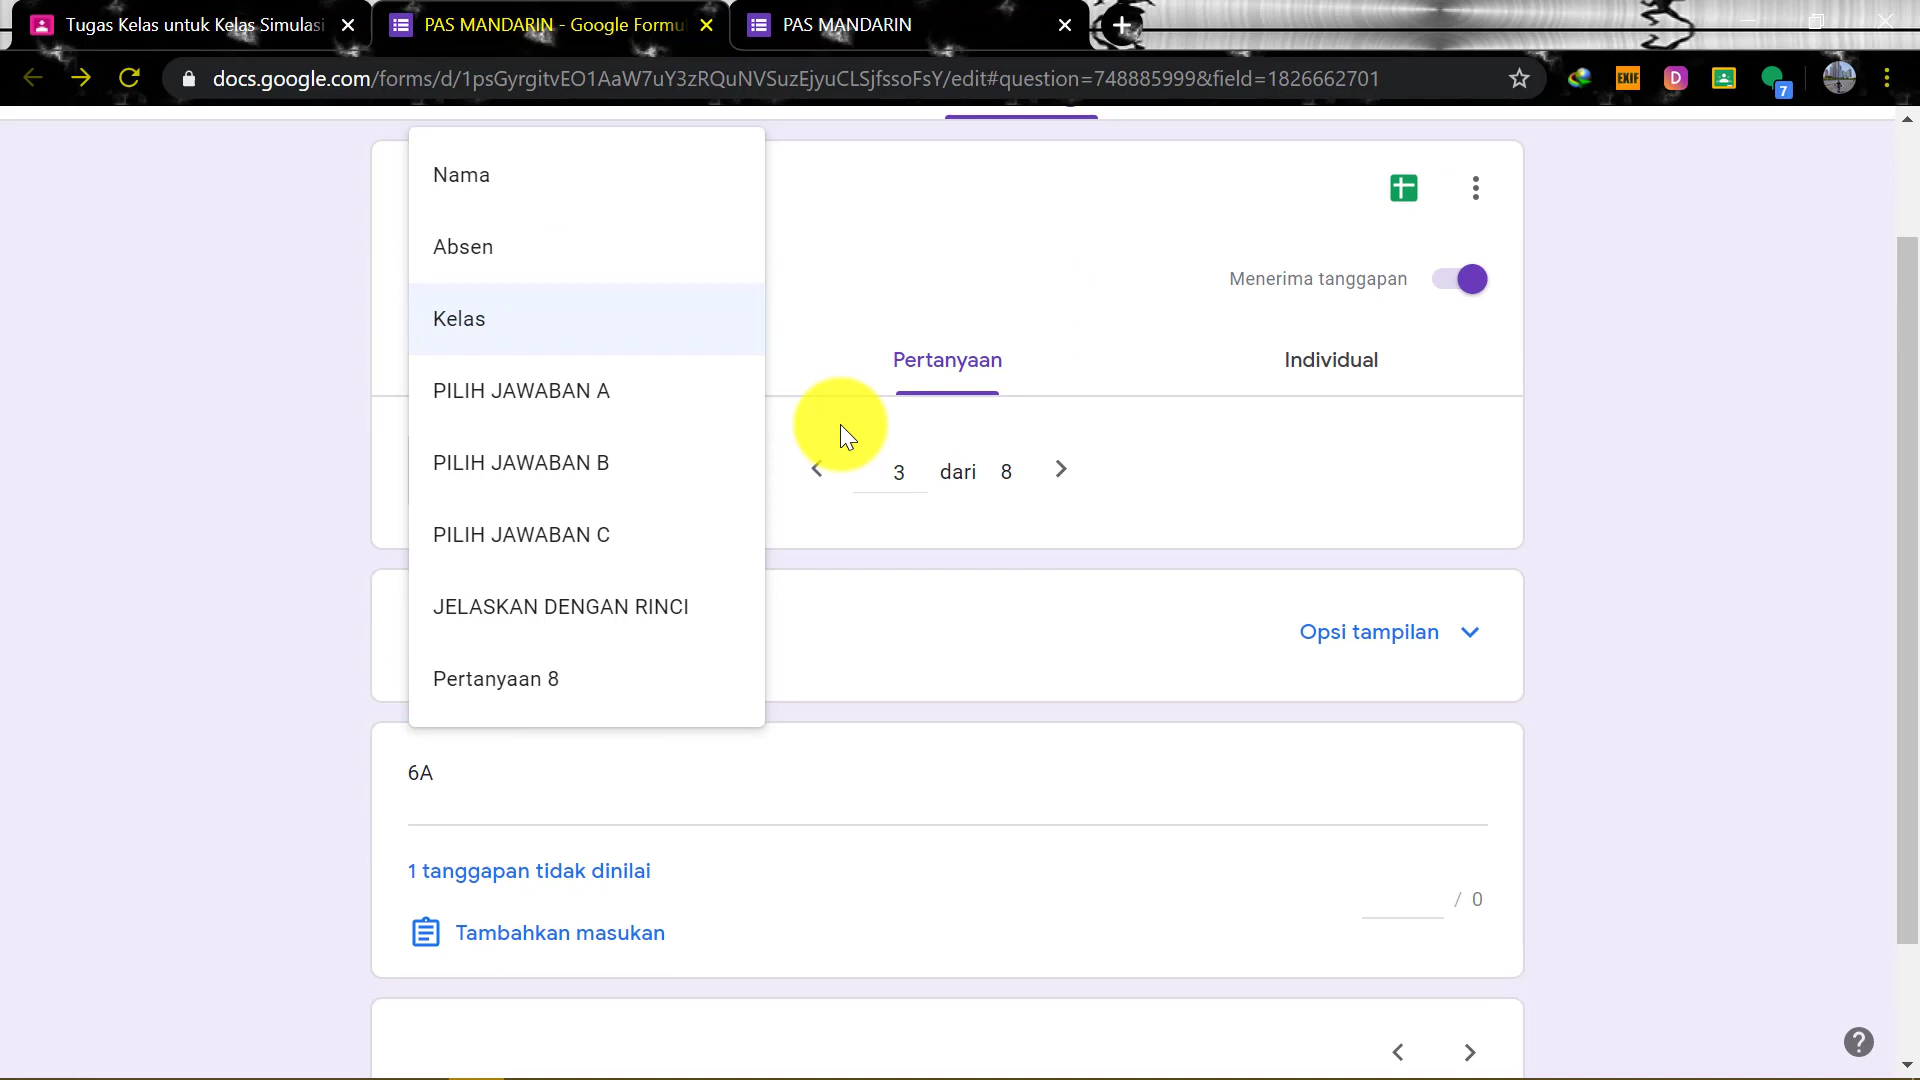 Tugas Kelas untuk Kelas Simulasi
PAS MANDARIN - Google Formu
PAS MANDARIN
docs.google.com/forms/d/1psGyrgitvEO1AaW7uY3zRQuNVSuzEjyuCLSjfssoFsY/edit#question=748885999&field=1826662701
EXIF
D
7
Nama
Absen
Kelas
PILIH JAWABAN A
PILIH JAWABAN B
PILIH JAWABAN C
JELASKAN DENGAN RINCI
Pertanyaan 8
Menerima tanggapan
Pertanyaan
Individual
3 dari 8
Opsi tampilan
6A
1 tanggapan tidak dinilai
/ 0
Tambahkan masukan